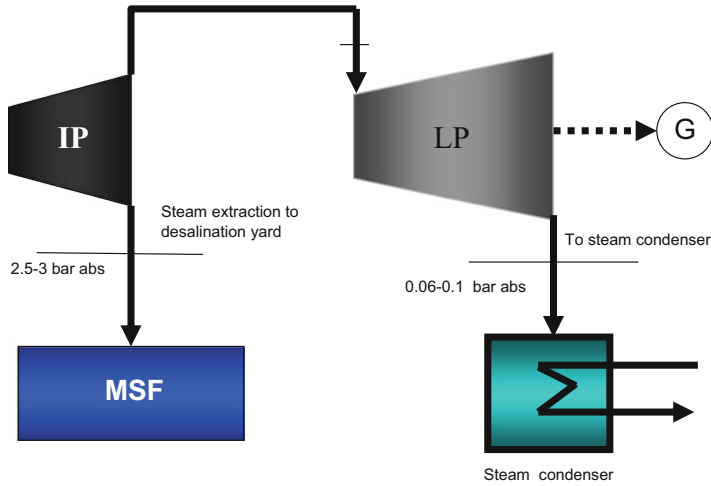 IP
LP
G
Steam extraction to
desalination yard
To steam condenser
2.5-3 bar abs
0.06-0.1 bar abs
MSF
Steam condenser